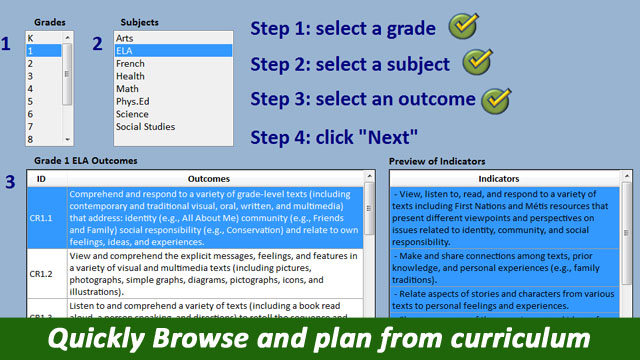 Grades
Subjects
1
K
1
2
3
4
5
6
7
8
2
Arts
ELA
French
Health
Math
Phys.Ed
Science
Social Studies
Step 1: select a grade
Step 2: select a subject
Step 3: select an outcome
Step 4: click "Next"
3
Grade 1 ELA Outcomes
ID
Outcomes
CR1.1
Comprehend and respond to a variety of grade-level texts (including
contemporary and traditional visual, oral, written, and multimedia)
that address: identity (e.g., All About Me) community (e.g., Friends
and Family) social responsibility (e.g., Conservation) and relate to own
feelings, ideas, and experiences.
CR1.2
View and comprehend the explicit messages, feelings, and features in
a variety of visual and multimedia texts (including pictures,
photographs, simple graphs, diagrams, pictographs, icons, and
illustrations).
CR1.3
Listen to and comprehend a variety of texts (including a book read
aloud, a person speaking, and directions) to retell the sequence and
Preview of Indicators
Indicators
- View, listen to, read, and respond to a variety of
texts including First Nations and Métis resources that
present different viewpoints and perspectives on
issues related to identity, community, and social
responsibility.
- Make and share connections among texts, prior
knowledge, and personal experiences (e.g., family
traditions).
- Relate aspects of stories and characters from various
texts to personal feelings and experiences.
Quickly Browse and plan from curriculum